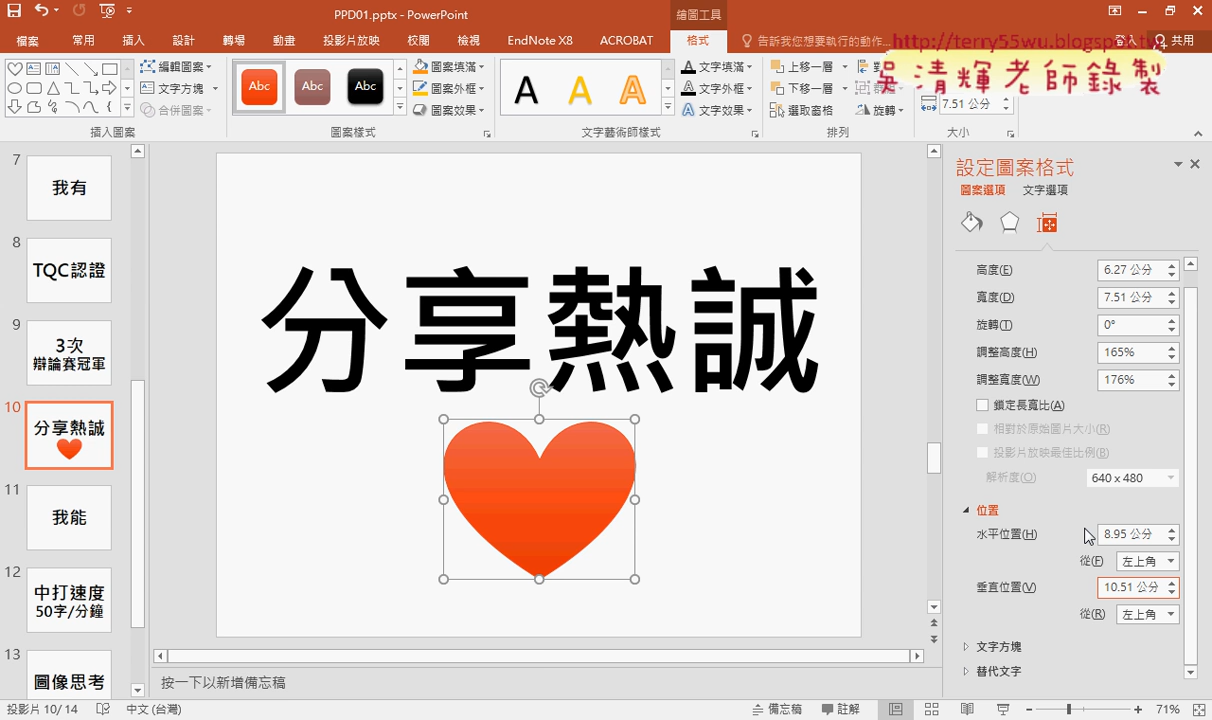 PPD01.pptx - PowerPoint
繪圖工具
檔案
常用
插入
設計
轉場
動畫
投影片放映
校閱
檢視
EndNote X8
ACROBAT
格式
告訴我您想要執行的動作...
登入
共用
http://terry55wu.blogspot.tw
吳清輝老師錄製
編輯圖案
文字方塊
合併圖案
插入圖案
Abc
Abc
Abc
圖案填滿
圖案外框
圖案效果
圖案樣式
A
A
A
文字填滿
文字外框
文字效果
文字藝術師樣式
上移一層
下移一層
選取窗格
旋轉
排列
7.51 公分
大小
7
我有
8
TQC認證
9
3次
辯論賽冠軍
10
分享熱誠
11
我能
12
中打速度
50字/分鐘
13
圖像思考
分享熱誠
按一下以新增備忘稿
設定圖案格式
圖案選項
文字選項
高度(E)
6.27 公分
寬度(D)
7.51 公分
旋轉(T)
0°
調整高度(H)
165%
調整寬度(W)
176%
鎖定長寬比(A)
相對於原始圖片大小(R)
投影片放映最佳比例(B)
解析度(O)
640 x 480
位置
水平位置(H)
8.95 公分
從(F)
左上角
垂直位置(V)
10.51 公分
從(R)
左上角
文字方塊
替代文字
投影片 10/14
中文 (台灣)
備忘稿
註解
71%